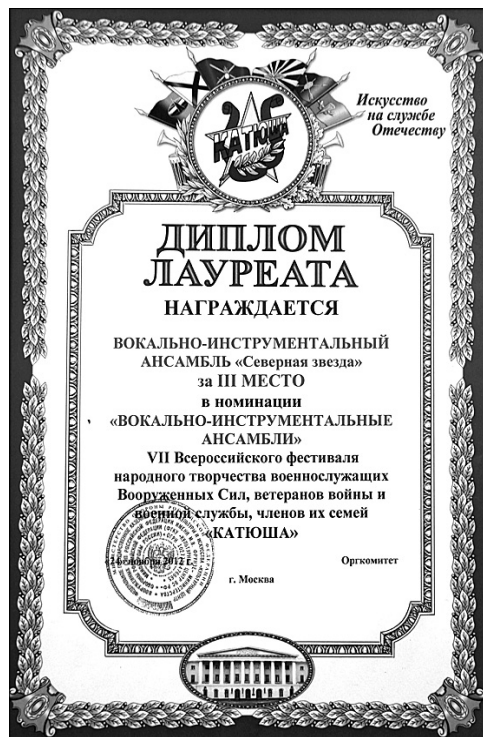 Искусство
на службе
Отечеству
КАТЮША
ДИПЛОМ
ЛАУРЕАТА
НАГРАЖДАЕТСЯ
ВОКАЛЬНО-ИНСТРУМЕНТАЛЬНЫЙ
АНСАМБЛЬ «Северная звезда»
за III МЕСТО
в номинации
«ВОКАЛЬНО-ИНСТРУМЕНТАЛЬНЫЕ
АНСАМБЛИ»
VII Всероссийского фестиваля
народного творчества военнослужащих
Вооруженных Сил, ветеранов войны и
военной службы, членов их семей
«КАТЮША»
2012 г.
Оргкомитет
г. Москва